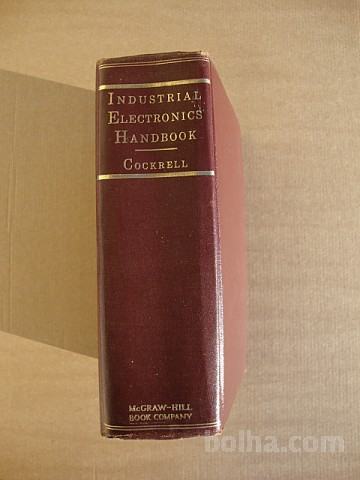 INDUSTRIAL
ELECTRONICS
HANDBOOK
COCKRELL
McGRAW-HILL
BOOK COMPANY
bolha.com